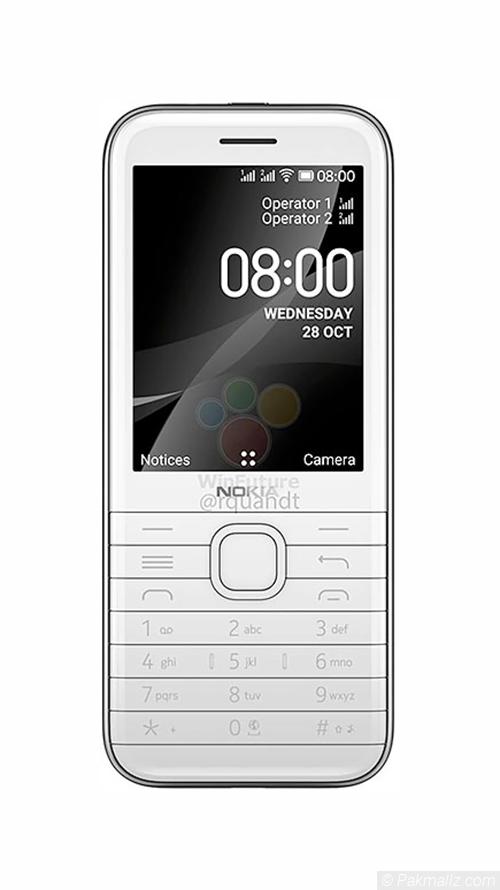 08:00
Operator 1
Operator 2
08:00
WEDNESDAY
28 OCT
Notices
Camera
WinFuture
NOKIA
@rquandt
1
2 abc
3 def
4 ghi
5 jkl
6 mno
7 pqrs
8 tuv
9 wxyz
* +
0
#
© Pakmallz.com